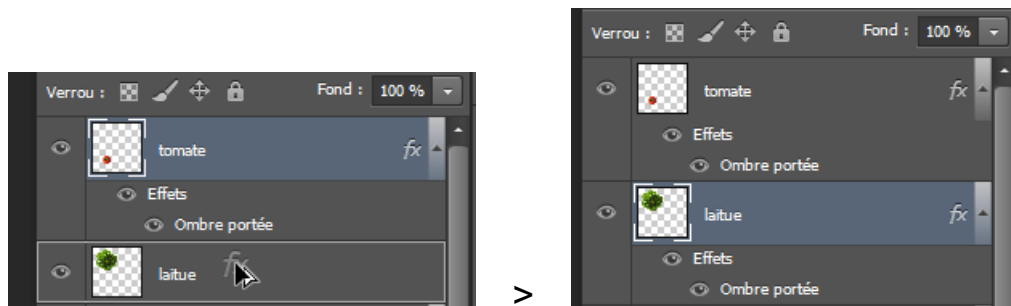 Verrou : Fond : 100 %
tomate fx
Effets
Ombre portée
laitue fx
>
Verrou : Fond : 100 %
tomate fx
Effets
Ombre portée
laitue fx
Effets
Ombre portée